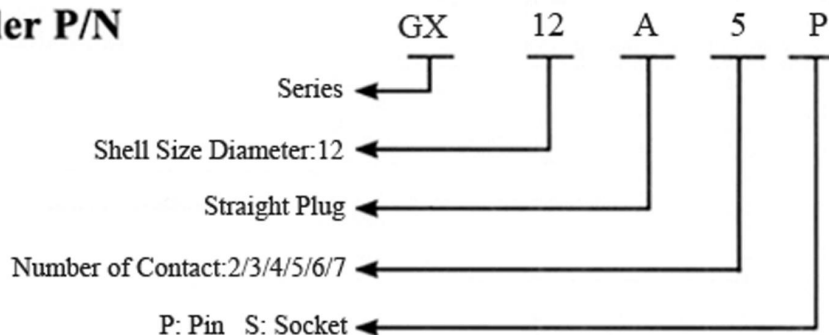 der P/N
GX 12 A 5 P
Series
Shell Size Diameter:12
Straight Plug
Number of Contact:2/3/4/5/6/7
P: Pin S: Socket